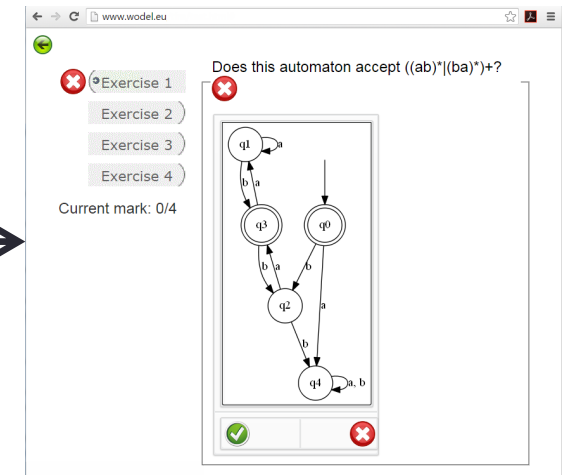 www.wodel.eu
Does this automaton accept ((ab)*|(ba)*)+?
Exercise 1
Exercise 2
Exercise 3
Exercise 4
Current mark: 0/4
q1
a
b a
q3
q0
b a
b
q2
a
b
q4
a, b